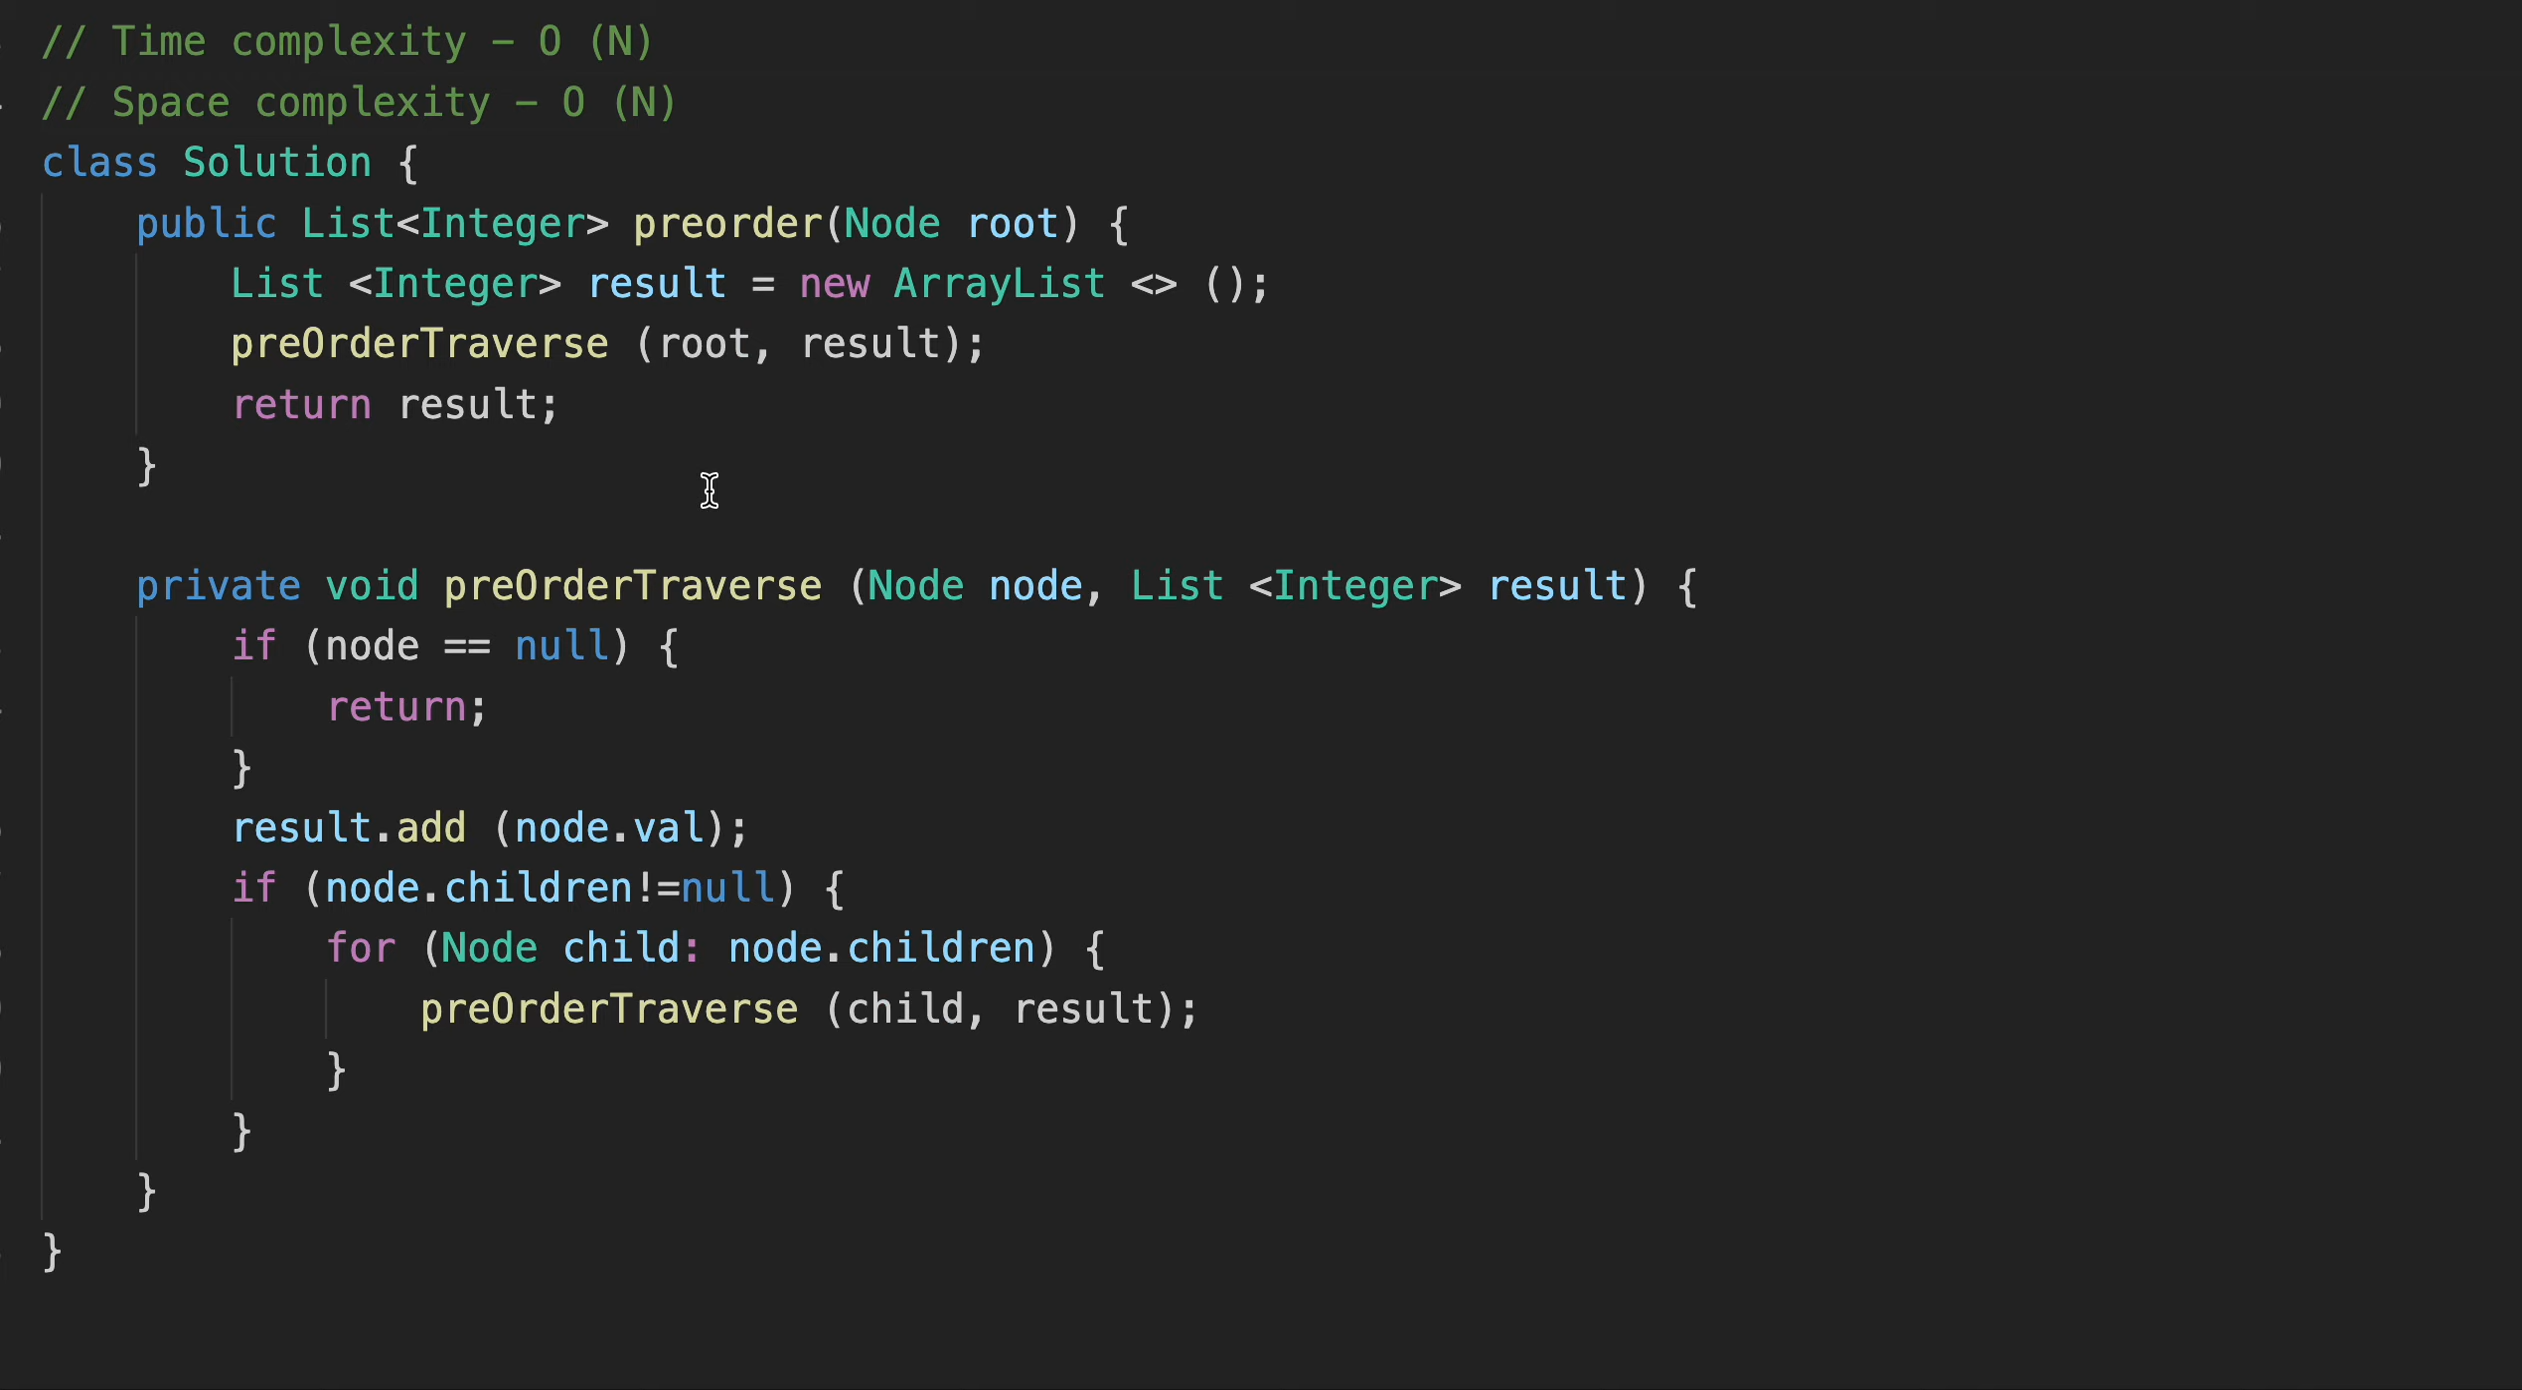 // Time complexity – O (N)
// Space complexity – O (N)
class Solution {
    public List<Integer> preorder(Node root) {
        List <Integer> result = new ArrayList <> ();
        preOrderTraverse (root, result);
        return result;
    }
    private void preOrderTraverse (Node node, List <Integer> result) {
        if (node == null) {
            return;
        }
        result.add (node.val);
        if (node.children!=null) {
            for (Node child: node.children) {
                preOrderTraverse (child, result);
            }
        }
    }
}